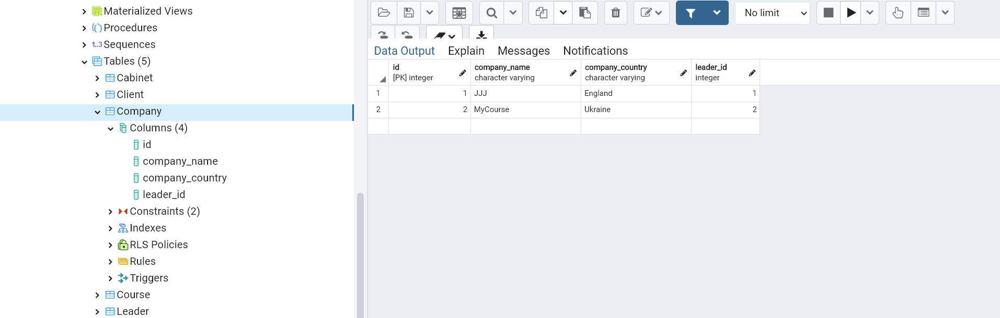 Materialized Views
Procedures
1..3 Sequences
Tables (5)
Cabinet
Client
Company
Columns (4)
id
company_name
company_country
leader_id
Constraints (2)
Indexes
RLS Policies
Rules
Triggers
Course
Leader
No limit
Data Output Explain Messages Notifications
id company_name company_country leader_id
[PK] integer character varying character varying integer
1 1 JJJ England 1
2 2 MyCourse Ukraine 2